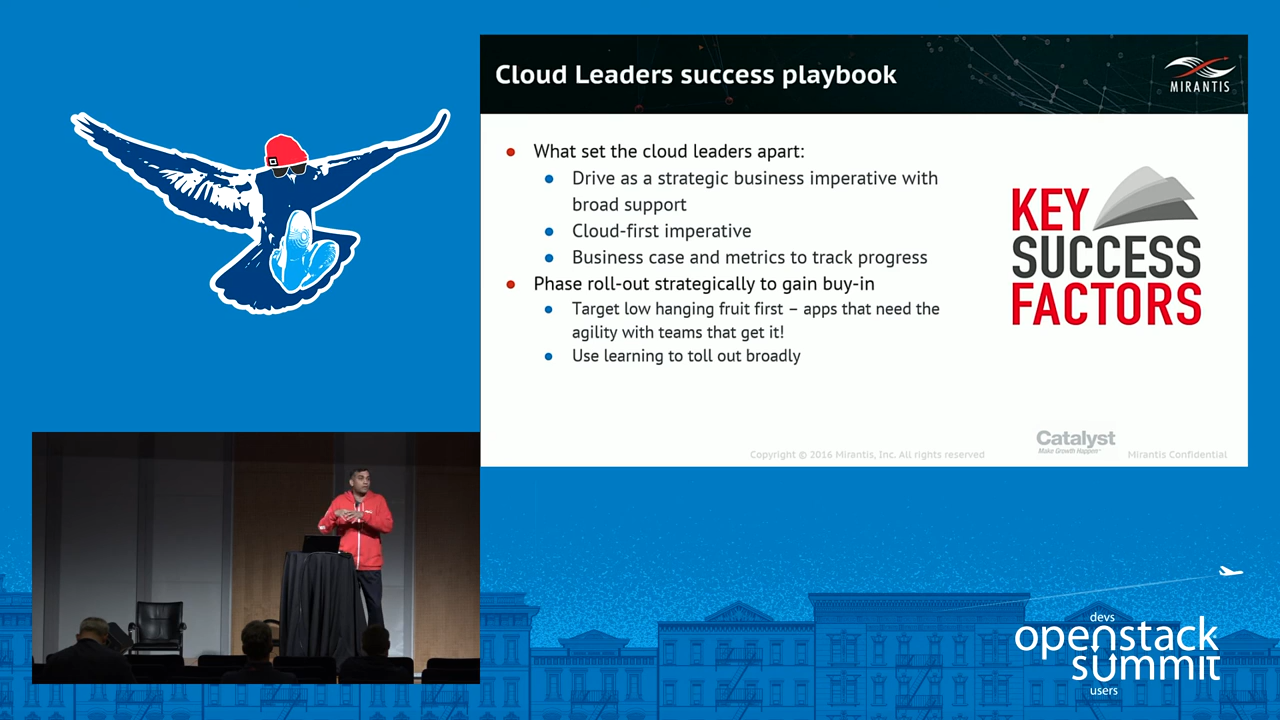 Cloud Leaders success playbook
MIRANTIS
What set the cloud leaders apart:
Drive as a strategic business imperative with
broad support
Cloud-first imperative
Business case and metrics to track progress
Phase roll-out strategically to gain buy-in
Target low hanging fruit first – apps that need the
agility with teams that get it!
Use learning to toll out broadly
KEY
SUCCESS
FACTORS
Catalyst
Make Growth Happen™
Copyright © 2016 Mirantis, Inc. All rights reserved
Mirantis Confidential
devs
openstack
summit
users